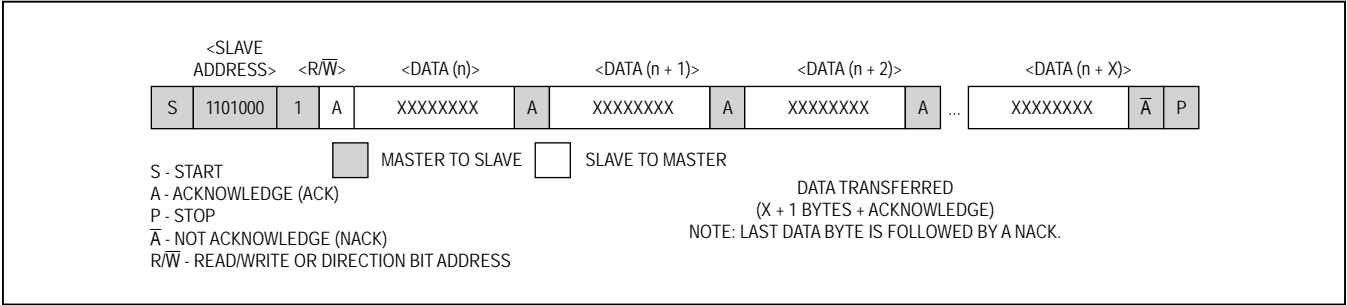 <SLAVE
ADDRESS> <R/W̅> <DATA (n)> <DATA (n + 1)> <DATA (n + 2)> <DATA (n + X)>
S 1101000 1 A XXXXXXXX A XXXXXXXX A XXXXXXXX A ... XXXXXXXX A̅ P
MASTER TO SLAVE SLAVE TO MASTER
S - START
A - ACKNOWLEDGE (ACK)
P - STOP
A̅ - NOT ACKNOWLEDGE (NACK)
R/W̅ - READ/WRITE OR DIRECTION BIT ADDRESS
DATA TRANSFERRED
(X + 1 BYTES + ACKNOWLEDGE)
NOTE: LAST DATA BYTE IS FOLLOWED BY A NACK.